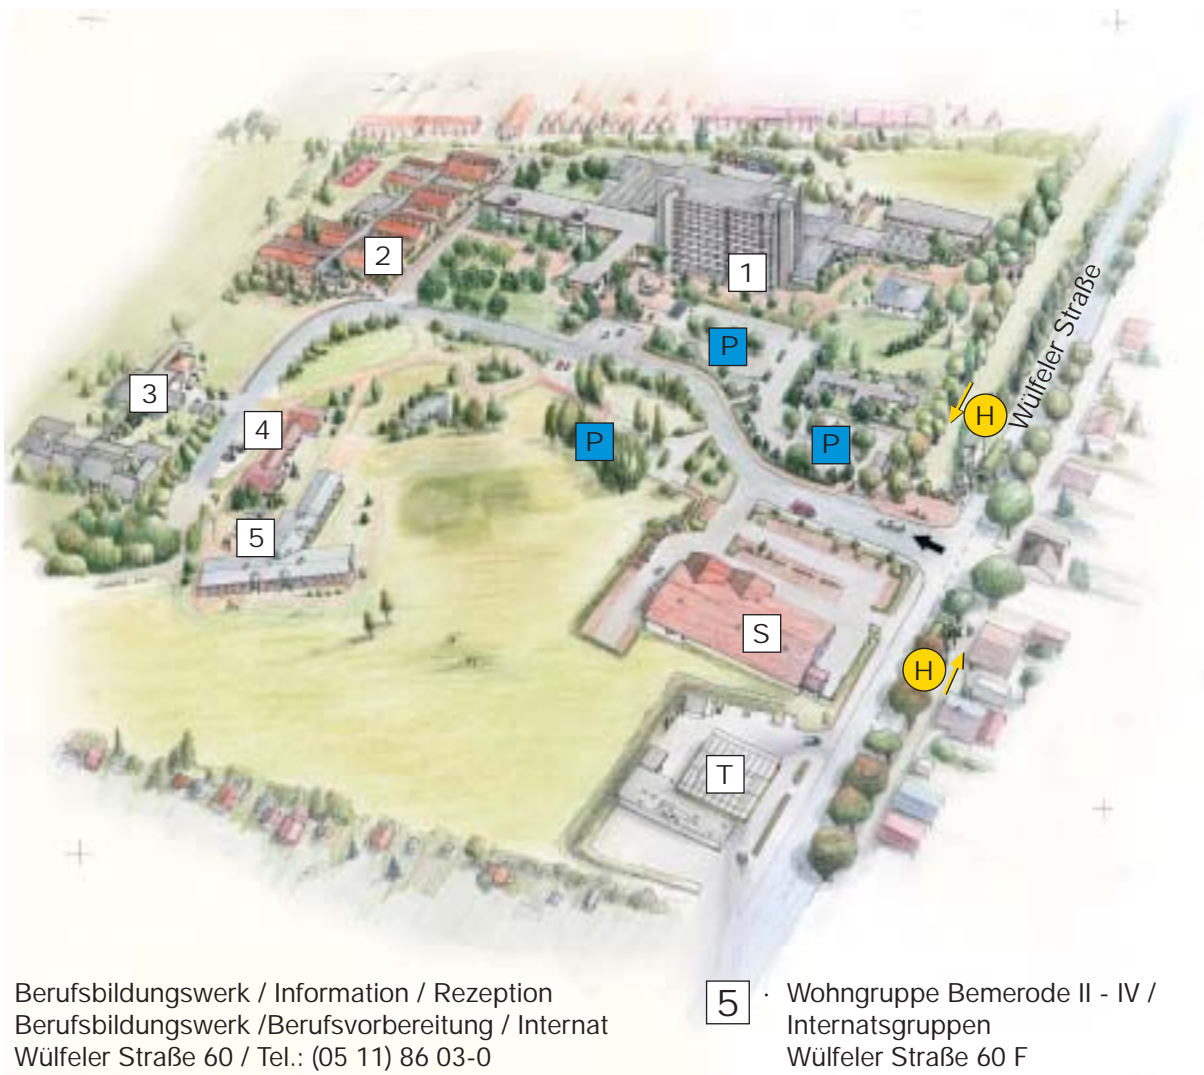 2
1
Wülfeler Straße
P
3
H
4
P
P
5
S
H
T
Berufsbildungswerk / Information / Rezeption
Berufsbildungswerk /Berufsvorbereitung / Internat
Wülfeler Straße 60 / Tel.: (05 11) 86 03-0
5 · Wohngruppe Bemerode II - IV /
Internatsgruppen
Wülfeler Straße 60 F